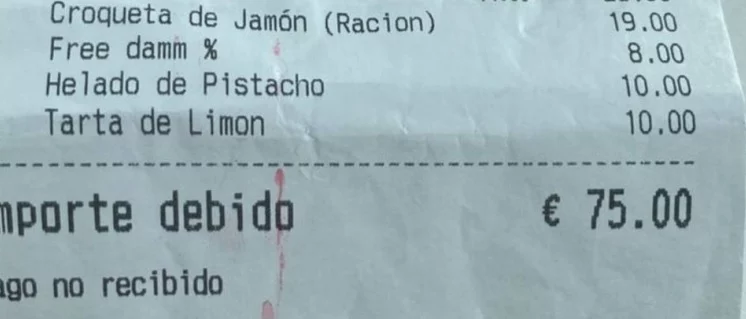 Croqueta de Jamón (Racion) 19.00
Free damm % 8.00
Helado de Pistacho 10.00
Tarta de Limon 10.00
mporte debido € 75.00
ago no recibido